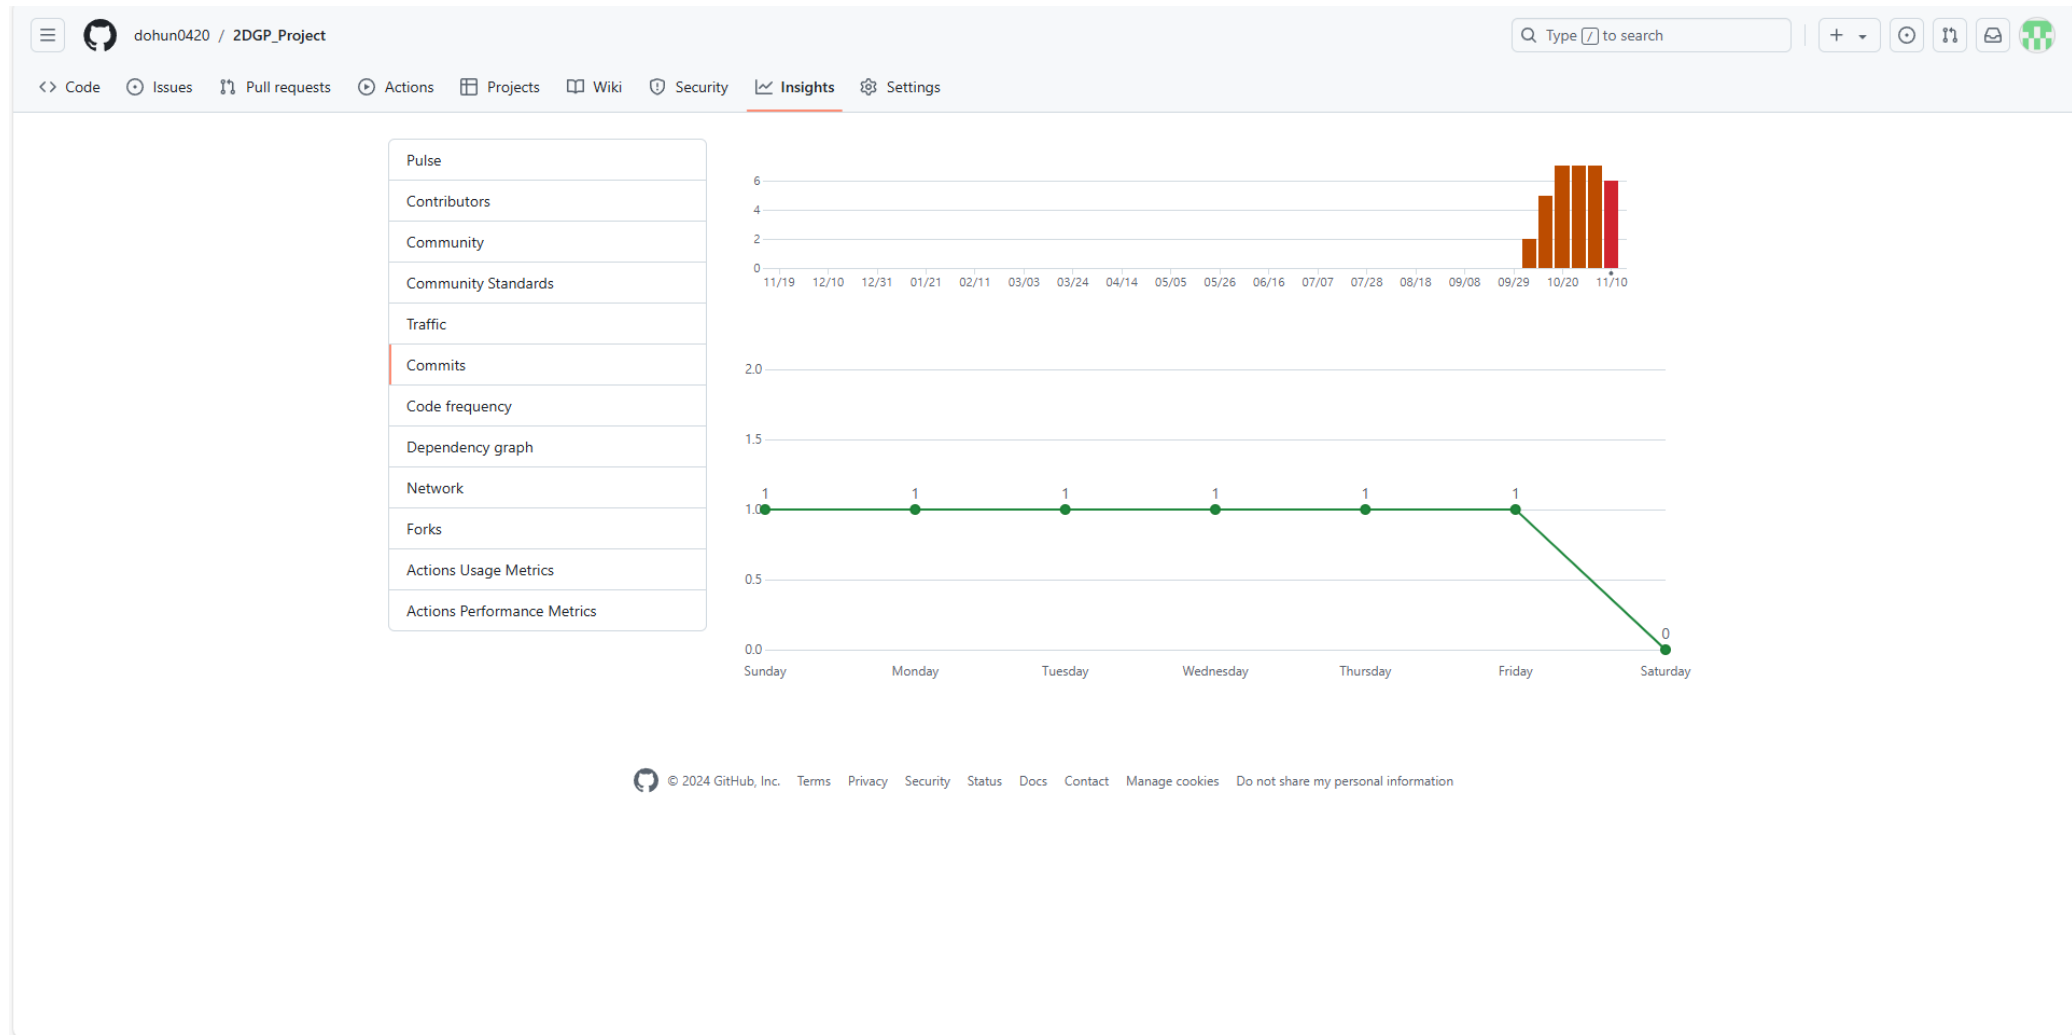 dohun0420 / 2DGP_Project
Type / to search
Code Issues Pull requests Actions Projects Wiki Security Insights Settings
Pulse
Contributors
Community
Community Standards
Traffic
Commits
Code frequency
Dependency graph
Network
Forks
Actions Usage Metrics
Actions Performance Metrics
6
4
2
0
11/19 12/10 12/31 01/21 02/11 03/03 03/24 04/14 05/05 05/26 06/16 07/07 07/28 08/18 09/08 09/29 10/20 11/10
2.0
1.5
1 1 1 1 1 1
1.0
0.5
0
0.0
Sunday Monday Tuesday Wednesday Thursday Friday Saturday
© 2024 GitHub, Inc. Terms Privacy Security Status Docs Contact Manage cookies Do not share my personal information